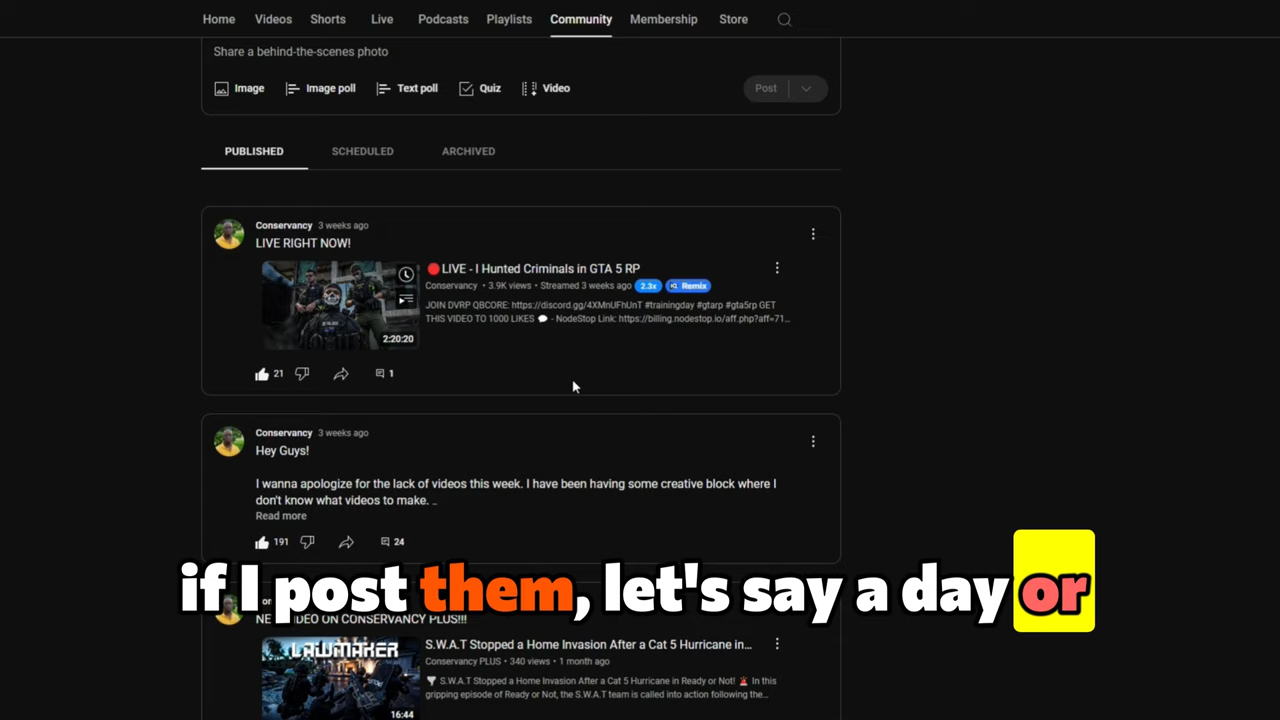 Home Videos Shorts Live Podcasts Playlists Community Membership Store
Share a behind-the-scenes photo
Image Image poll Text poll Quiz Video Post
PUBLISHED SCHEDULED ARCHIVED
Conservancy 3 weeks ago
LIVE RIGHT NOW!
LIVE - I Hunted Criminals in GTA 5 RP
Conservancy • 3.9K views • Streamed 3 weeks ago 2.3x Remix
JOIN DVRP QBCORE: https://discord.gg/4XMnUFhUnT #trainingday #gtarp #gta5rp GET
THIS VIDEO TO 1000 LIKES 💬 - NodeStop Link: https://billing.nodestop.io/aff.php?aff=71...
2:20:20
21 1
Conservancy 3 weeks ago
Hey Guys!
I wanna apologize for the lack of videos this week. I have been having some creative block where I
don't know what videos to make. ...
Read more
191 24
if I post them, let's say a day or
VIDEO ON CONSERVANCY PLUS!!!
LAWMAKER
S.W.A.T Stopped a Home Invasion After a Cat 5 Hurricane in...
Conservancy PLUS • 340 views • 1 month ago
S.W.A.T Stopped a Home Invasion After a Cat 5 Hurricane in Ready or Not! 🚨 In this
gripping episode of Ready or Not, the S.W.A.T team is called into action following the...
16:44